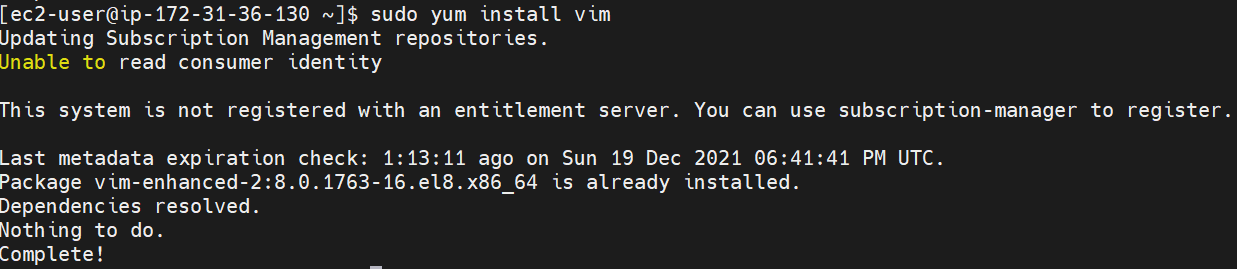 [ec2-user@ip-172-31-36-130 ~]$ sudo yum install vim
Updating Subscription Management repositories.
Unable to read consumer identity
This system is not registered with an entitlement server. You can use subscription-manager to register.
Last metadata expiration check: 1:13:11 ago on Sun 19 Dec 2021 06:41:41 PM UTC.
Package vim-enhanced-2:8.0.1763-16.el8.x86_64 is already installed.
Dependencies resolved.
Nothing to do.
Complete!